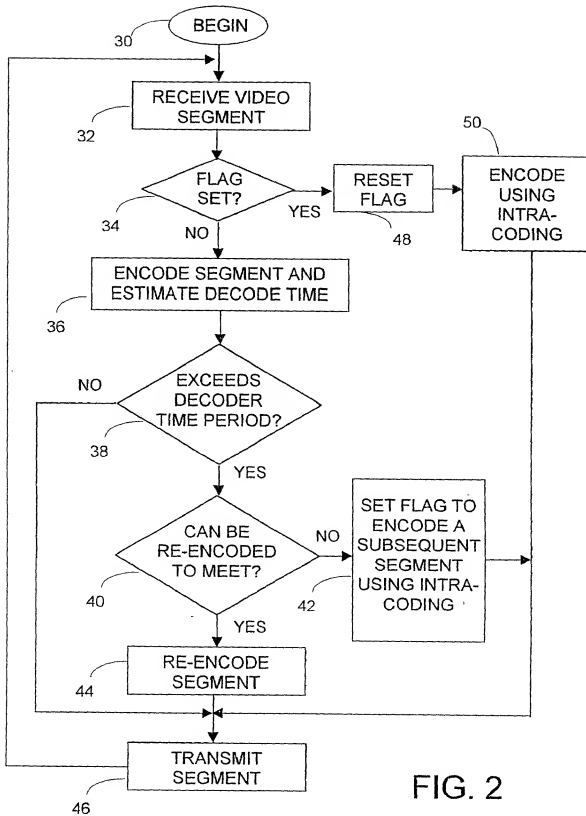 BEGIN
30
RECEIVE VIDEO
SEGMENT
32
50
FLAG
SET?
34
YES
NO
RESET
FLAG
48
ENCODE
USING
INTRA-
CODING
ENCODE SEGMENT AND
ESTIMATE DECODE TIME
36
NO
EXCEEDS
DECODER
TIME PERIOD?
38
YES
CAN BE
RE-ENCODED
TO MEET?
40
NO
YES
SET FLAG TO
ENCODE A
SUBSEQUENT
SEGMENT
USING INTRA-
CODING
42
RE-ENCODE
SEGMENT
44
TRANSMIT
SEGMENT
46
FIG. 2